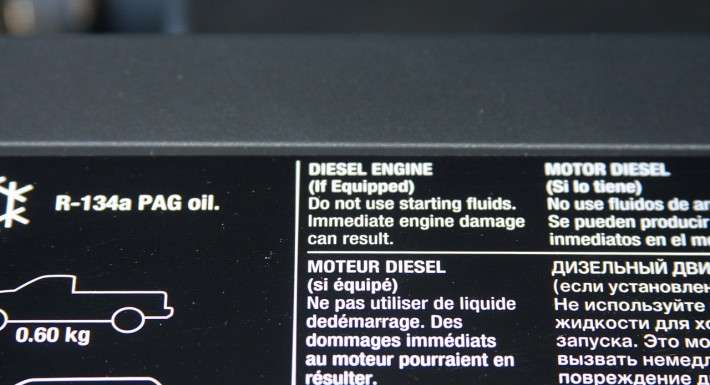 R-134a PAG oil.
0.60 kg
DIESEL ENGINE
(If Equipped)
Do not use starting fluids.
Immediate engine damage
can result.
MOTOR DIESEL
(Si lo tiene)
No use fluidos de
Se pueden producir
inmediatos en el
MOTEUR DIESEL
(si équipé)
Ne pas utiliser de liquide
dedémarrage. Des
dommages immédiats
au moteur pourraient en
résulter.
ДИЗЕЛЬНЫЙ
(если
Не используйте
жидкости для
запуска. Это
вызвать
повреждение